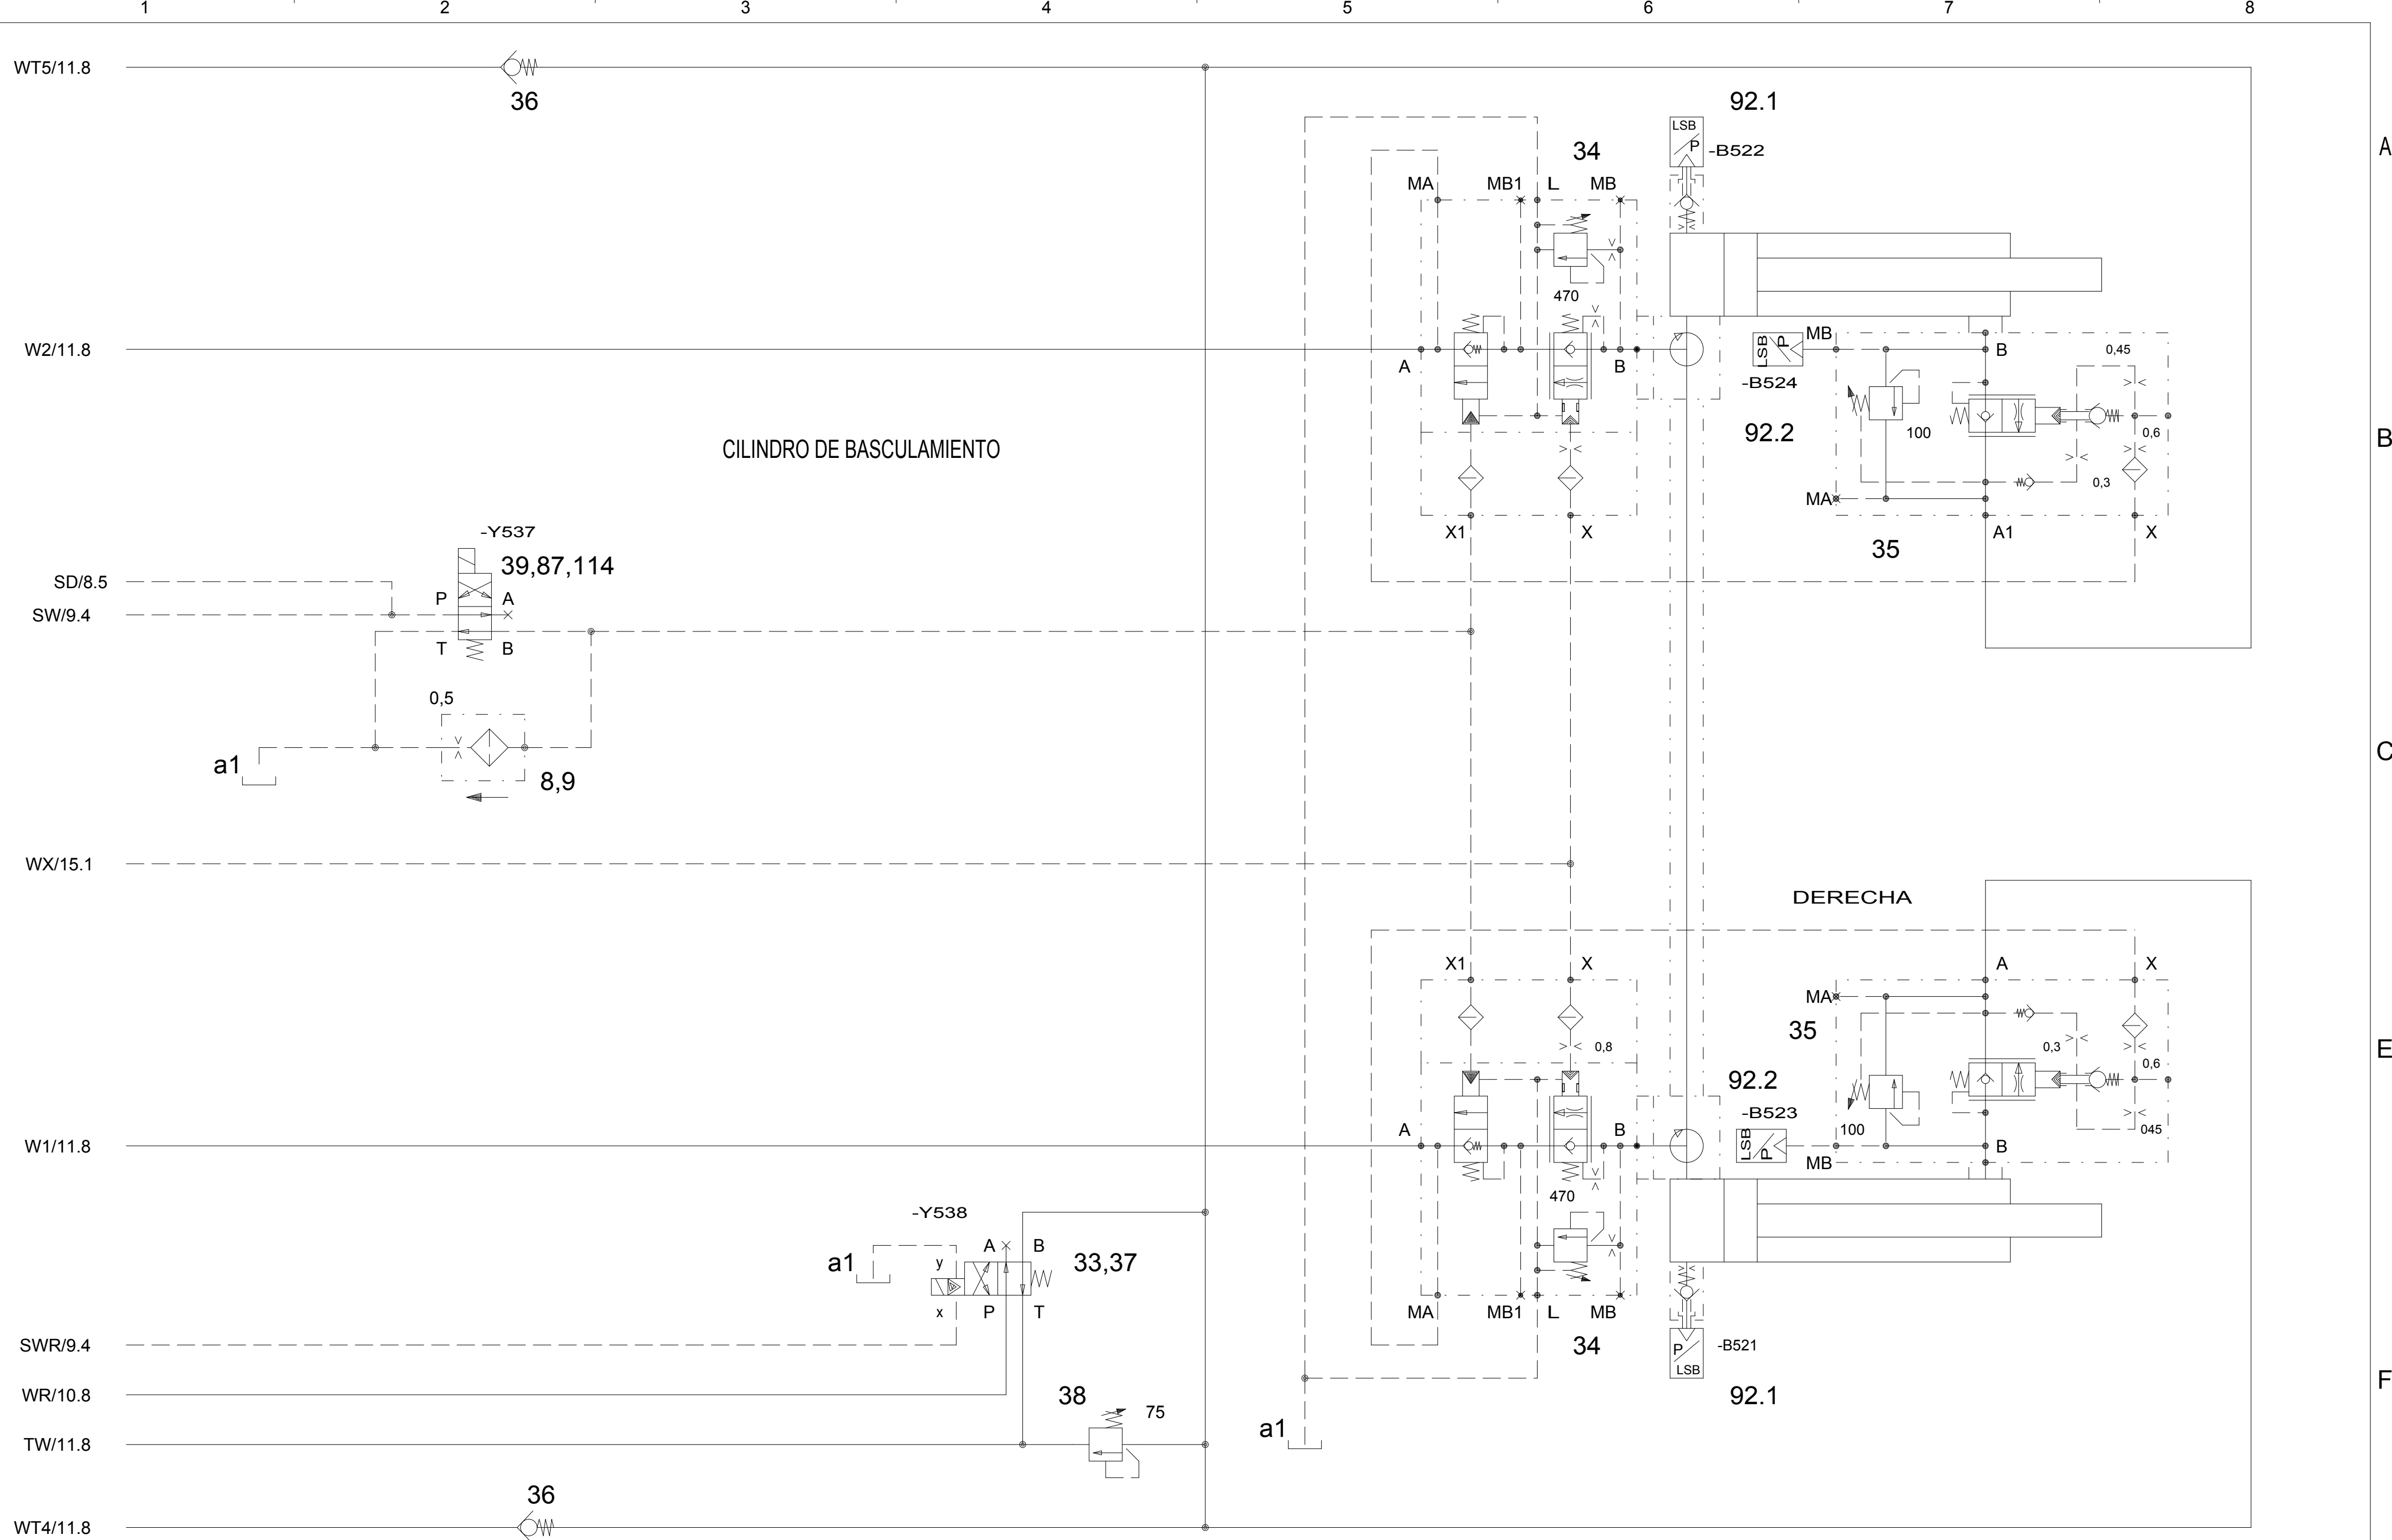 1 2 3 4 5 6 7 8
WT5/11.8
36
92.1
LSB
P
-B522
A
34
MA MB1 L MB
470
W2/11.8
A
B
LSB
P
-B524
92.2
MB
B
0,45
100
0,6
0,3
MA
X1
X
A1
X
35
B
CILINDRO DE BASCULAMIENTO
-Y537
39,87,114
SD/8.5
SW/9.4
P
A
T
B
0,5
a1
8,9
C
WX/15.1
DERECHA
X1
X
A
X
MA
35
0,8
0,3
0,6
E
92.2
-B523
LSB
P
100
045
W1/11.8
A
B
MB
B
470
-Y538
A
B
a1
y
33,37
x
P
T
MA MB1 L MB
34
SWR/9.4
P
LSB
-B521
92.1
WR/10.8
38
75
F
a1
TW/11.8
36
WT4/11.8